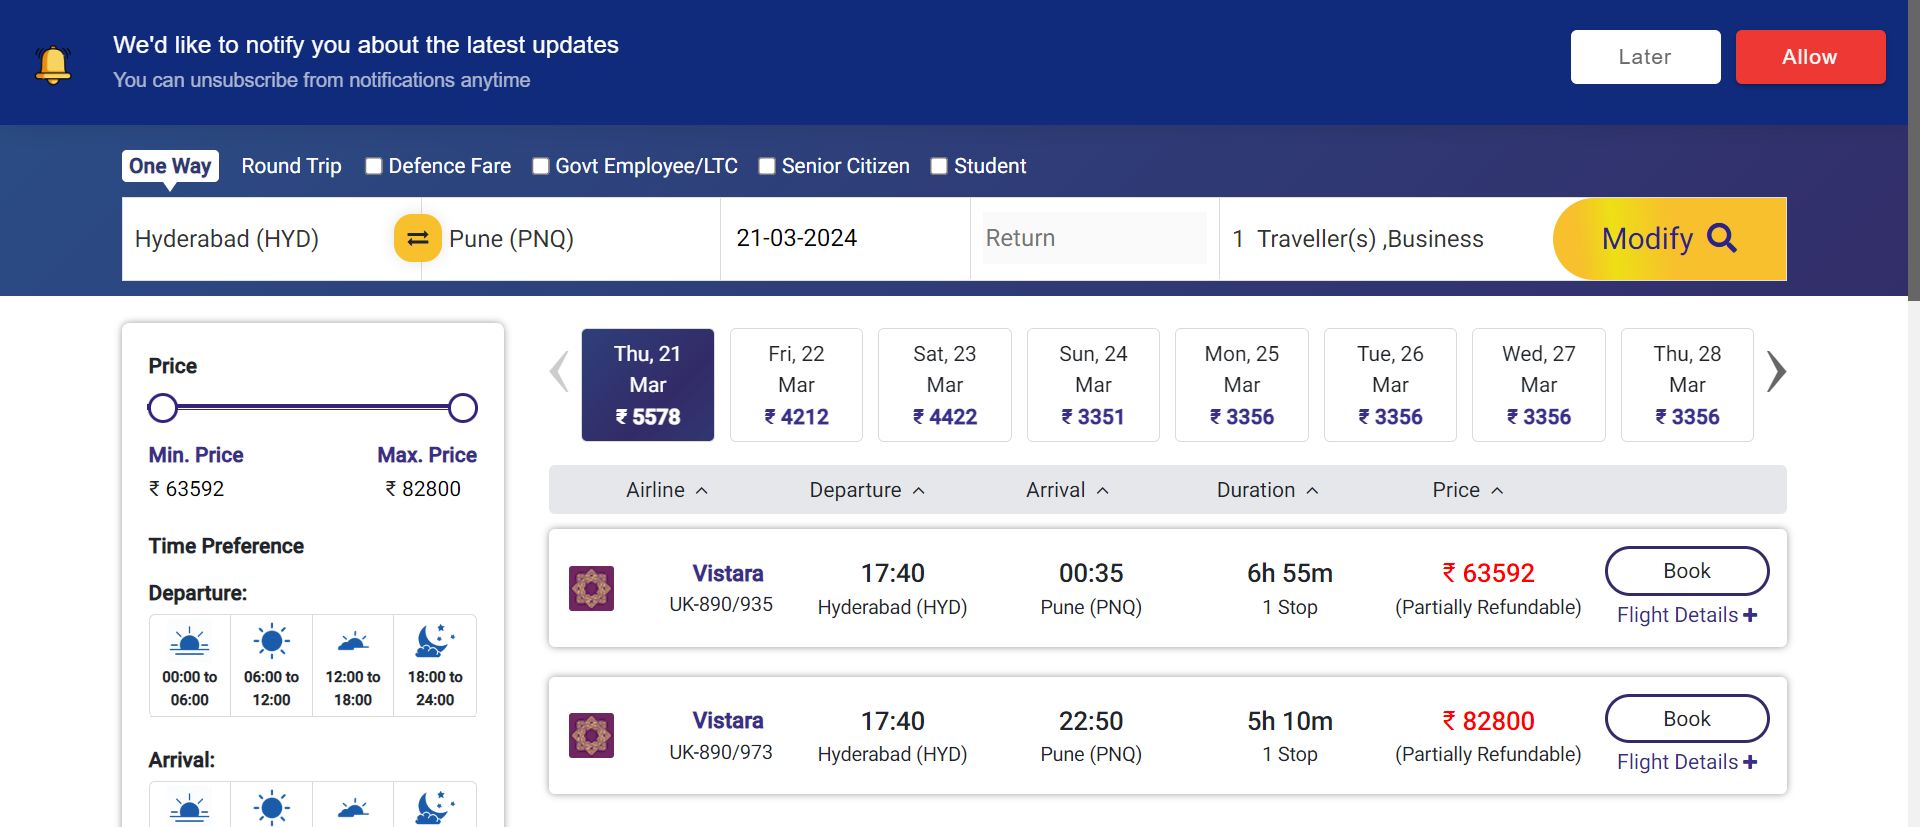 We'd like to notify you about the latest updates
You can unsubscribe from notifications anytime
Later
Allow
One Way
Round Trip
Defence Fare
Govt Employee/LTC
Senior Citizen
Student
Hyderabad (HYD)
Pune (PNQ)
21-03-2024
Return
1 Traveller(s) ,Business
Modify
Price
Min. Price
Max. Price
₹ 63592
₹ 82800
Time Preference
Departure:
00:00 to
06:00
06:00 to
12:00
12:00 to
18:00
18:00 to
24:00
Arrival:
Thu, 21
Mar
₹ 5578
Fri, 22
Mar
₹ 4212
Sat, 23
Mar
₹ 4422
Sun, 24
Mar
₹ 3351
Mon, 25
Mar
₹ 3356
Tue, 26
Mar
₹ 3356
Wed, 27
Mar
₹ 3356
Thu, 28
Mar
₹ 3356
Airline
Departure
Arrival
Duration
Price
Vistara
UK-890/935
17:40
Hyderabad (HYD)
00:35
Pune (PNQ)
6h 55m
1 Stop
₹ 63592
(Partially Refundable)
Book
Flight Details
Vistara
UK-890/973
17:40
Hyderabad (HYD)
22:50
Pune (PNQ)
5h 10m
1 Stop
₹ 82800
(Partially Refundable)
Book
Flight Details